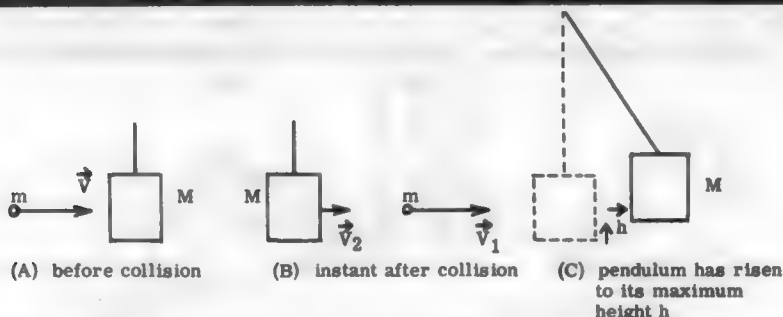 m
V
M
M
V₂
m
V₁
M
h
(A) before collision
(B) instant after collision
(C) pendulum has risen
to its maximum
height h